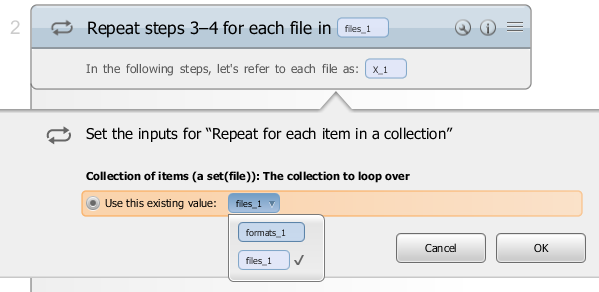 2
Repeat steps 3–4 for each file in files_1
In the following steps, let's refer to each file as: X_1
Set the inputs for “Repeat for each item in a collection”
Collection of items (a set(file)): The collection to loop over
Use this existing value: files_1
formats_1
files_1
Cancel OK